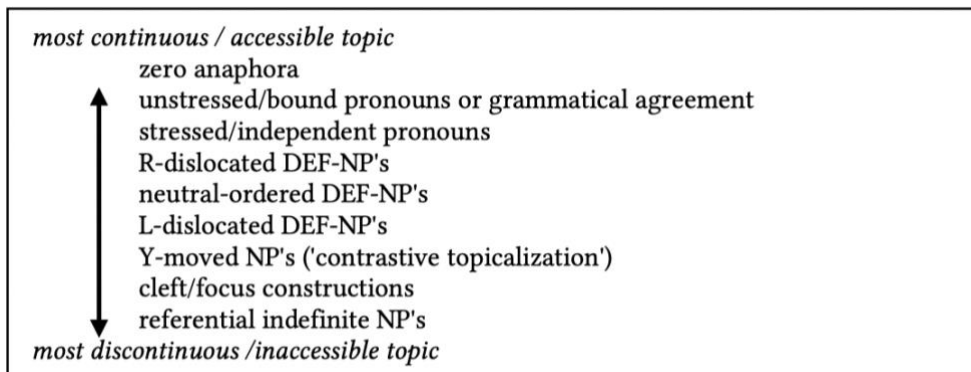 most continuous / accessible topic
zero anaphora
unstressed/bound pronouns or grammatical agreement
stressed/independent pronouns
R-dislocated DEF-NP's
neutral-ordered DEF-NP's
L-dislocated DEF-NP's
Y-moved NP's ('contrastive topicalization')
cleft/focus constructions
referential indefinite NP's
most discontinuous /inaccessible topic